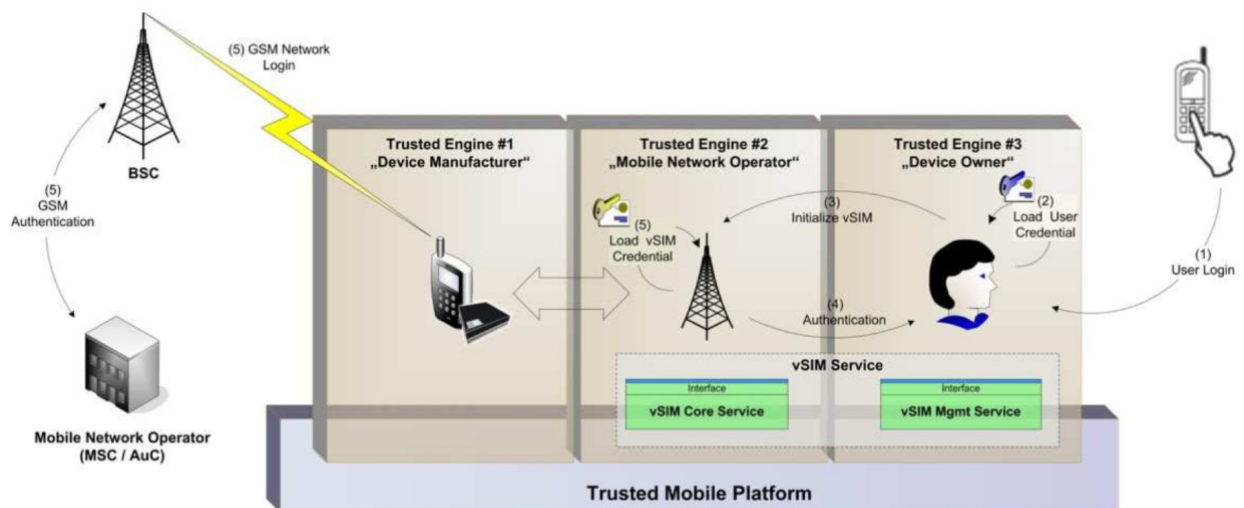 (5) GSM Network
Login
BSC
(5)
GSM
Authentication
Mobile Network Operator
(MSC / AuC)
Trusted Engine #1
„Device Manufacturer“
Trusted Engine #2
„Mobile Network Operator“
Trusted Engine #3
„Device Owner“
(5)
Load vSIM
Credential
(3)
Initialize vSIM
(2)
Load User
Credential
(4)
Authentication
(1)
User Login
vSIM Service
Interface
vSIM Core Service
Interface
vSIM Mgmt Service
Trusted Mobile Platform